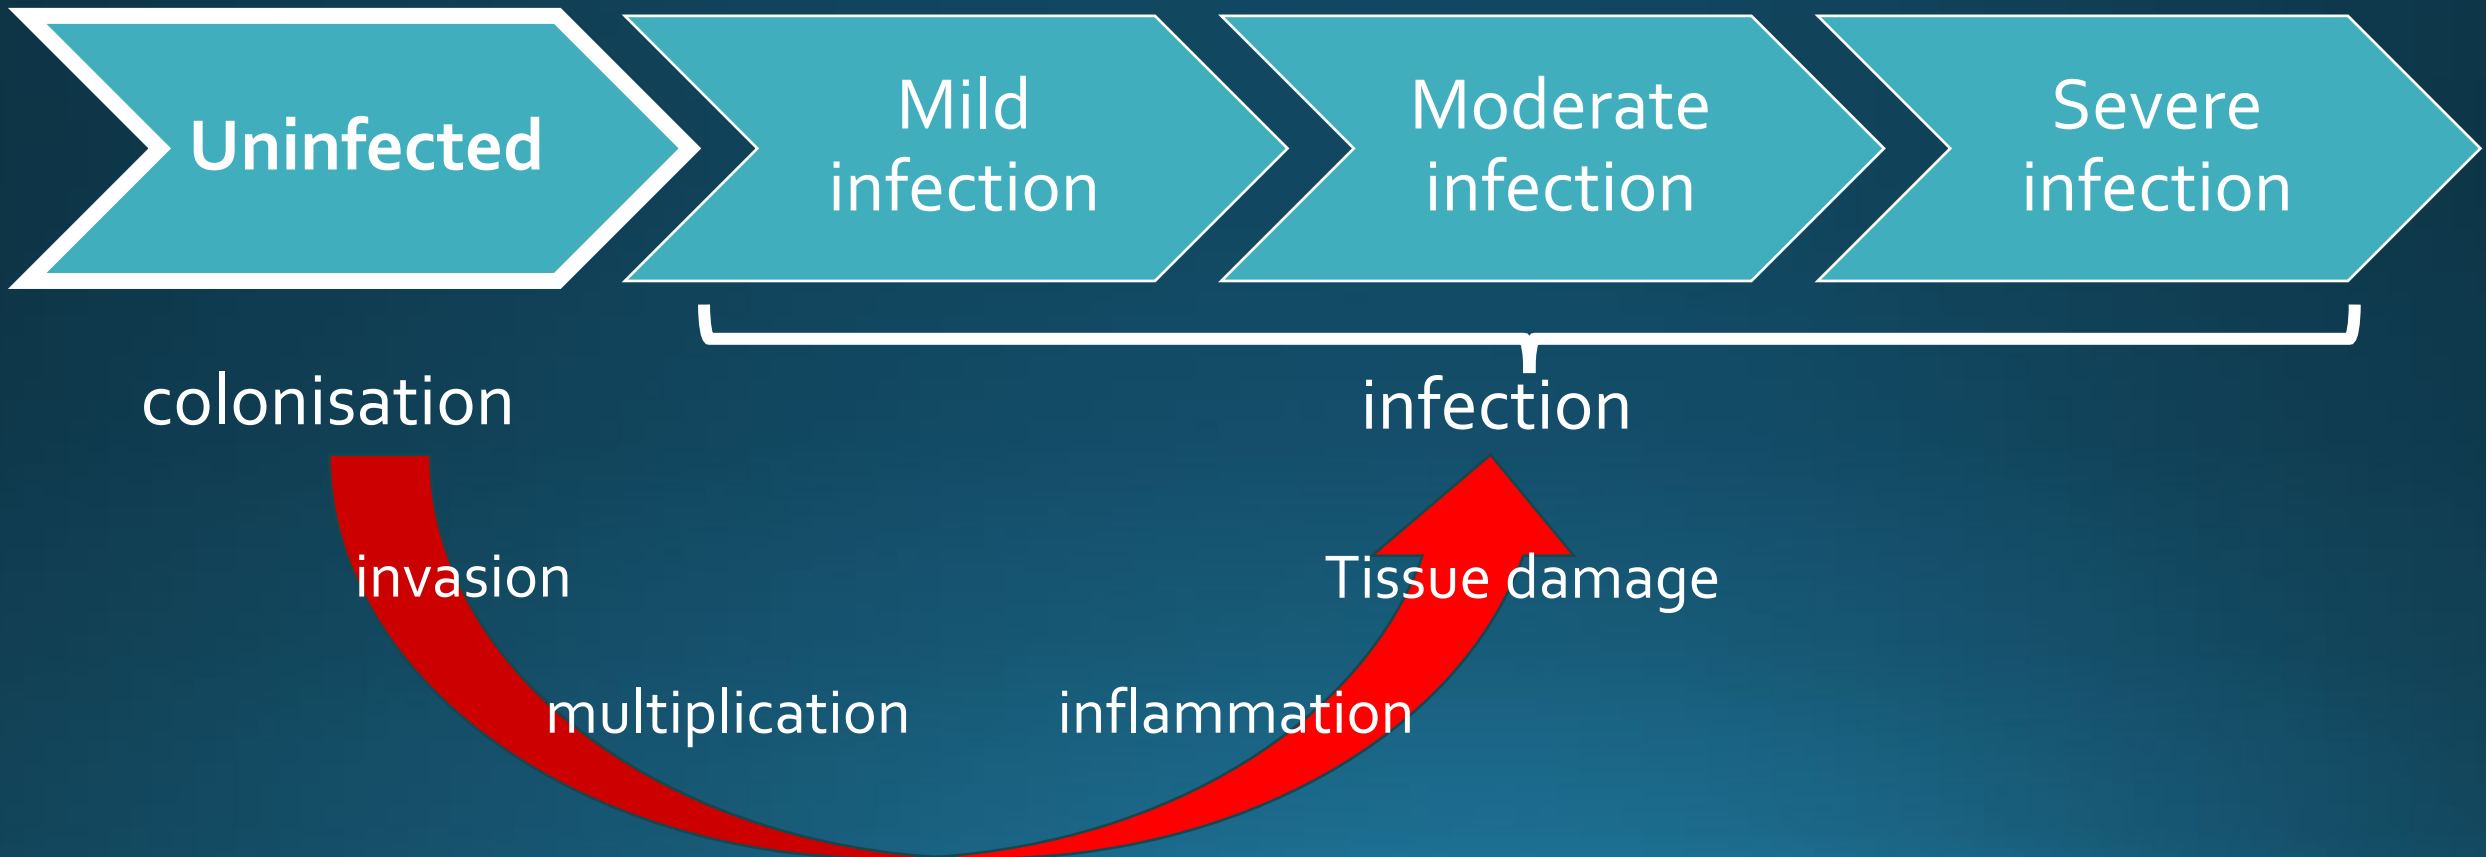 Uninfected
Mild
infection
Moderate
infection
Severe
infection
colonisation
infection
invasion
Tissue damage
multiplication
inflammation